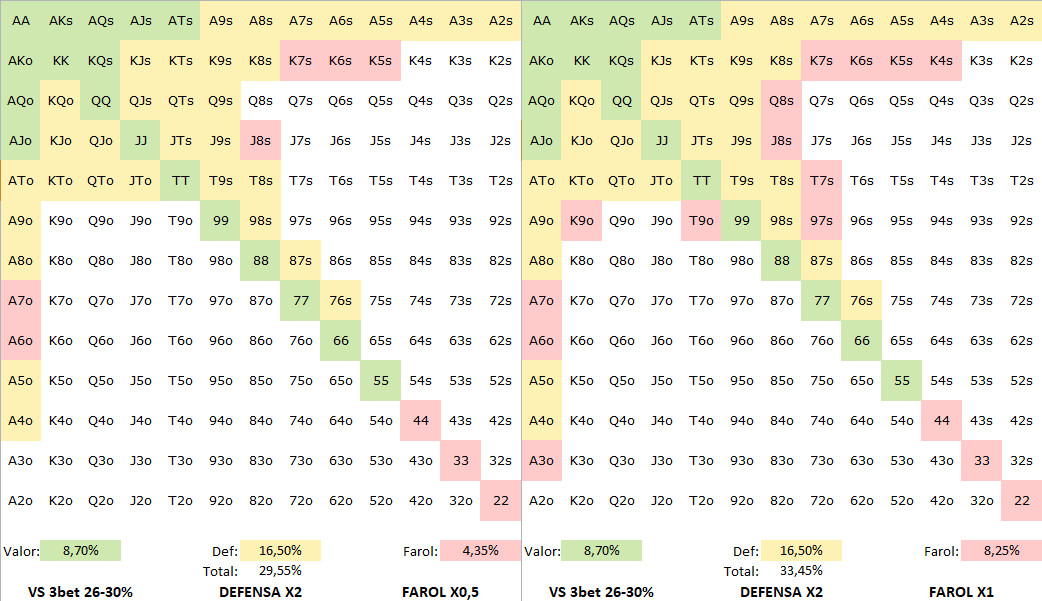 AA AKs AQs AJs ATs A9s A8s A7s A6s A5s A4s A3s A2s AA AKs AQs AJs ATs A9s A8s A7s A6s A5s A4s A3s A2s
AKo KK KQs KJs KTs K9s K8s K7s K6s K5s K4s K3s K2s AKo KK KQs KJs KTs K9s K8s K7s K6s K5s K4s K3s K2s
AQo KQo QQ QJs QTs Q9s Q8s Q7s Q6s Q5s Q4s Q3s Q2s AQo KQo QQ QJs QTs Q9s Q8s Q7s Q6s Q5s Q4s Q3s Q2s
AJo KJo QJo JJ JTs J9s J8s J7s J6s J5s J4s J3s J2s AJo KJo QJo JJ JTs J9s J8s J7s J6s J5s J4s J3s J2s
ATo KTo QTo JTo TT T9s T8s T7s T6s T5s T4s T3s T2s ATo KTo QTo JTo TT T9s T8s T7s T6s T5s T4s T3s T2s
A9o K9o Q9o J9o T9o 99 98s 97s 96s 95s 94s 93s 92s A9o K9o Q9o J9o T9o 99 98s 97s 96s 95s 94s 93s 92s
A8o K8o Q8o J8o T8o 98o 88 87s 86s 85s 84s 83s 82s A8o K8o Q8o J8o T8o 98o 88 87s 86s 85s 84s 83s 82s
A7o K7o Q7o J7o T7o 97o 87o 77 76s 75s 74s 73s 72s A7o K7o Q7o J7o T7o 97o 87o 77 76s 75s 74s 73s 72s
A6o K6o Q6o J6o T6o 96o 86o 76o 66 65s 64s 63s 62s A6o K6o Q6o J6o T6o 96o 86o 76o 66 65s 64s 63s 62s
A5o K5o Q5o J5o T5o 95o 85o 75o 65o 55 54s 53s 52s A5o K5o Q5o J5o T5o 95o 85o 75o 65o 55 54s 53s 52s
A4o K4o Q4o J4o T4o 94o 84o 74o 64o 54o 44 43s 42s A4o K4o Q4o J4o T4o 94o 84o 74o 64o 54o 44 43s 42s
A3o K3o Q3o J3o T3o 93o 83o 73o 63o 53o 43o 33 32s A3o K3o Q3o J3o T3o 93o 83o 73o 63o 53o 43o 33 32s
A2o K2o Q2o J2o T2o 92o 82o 72o 62o 52o 42o 32o 22 A2o K2o Q2o J2o T2o 92o 82o 72o 62o 52o 42o 32o 22
Valor: 8,70% Def: 16,50% Farol: 4,35% Valor: 8,70% Def: 16,50% Farol: 8,25%
Total: 29,55% Total: 33,45%
VS 3bet 26-30% DEFENSA X2 FAROL X0,5 VS 3bet 26-30% DEFENSA X2 FAROL X1